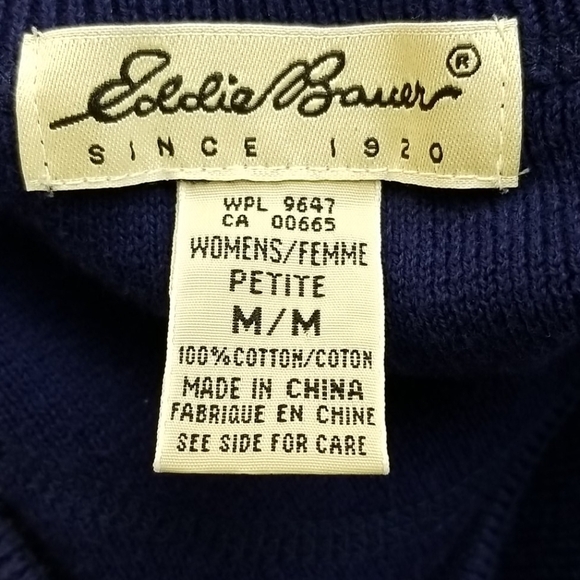 Eddie Bauer®
SINCE 1920
WPL 9647
CA 00665
WOMENS/FEMME
PETITE
M/M
100%COTTON/COTON
MADE IN CHINA
FABRIQUE EN CHINE
SEE SIDE FOR CARE